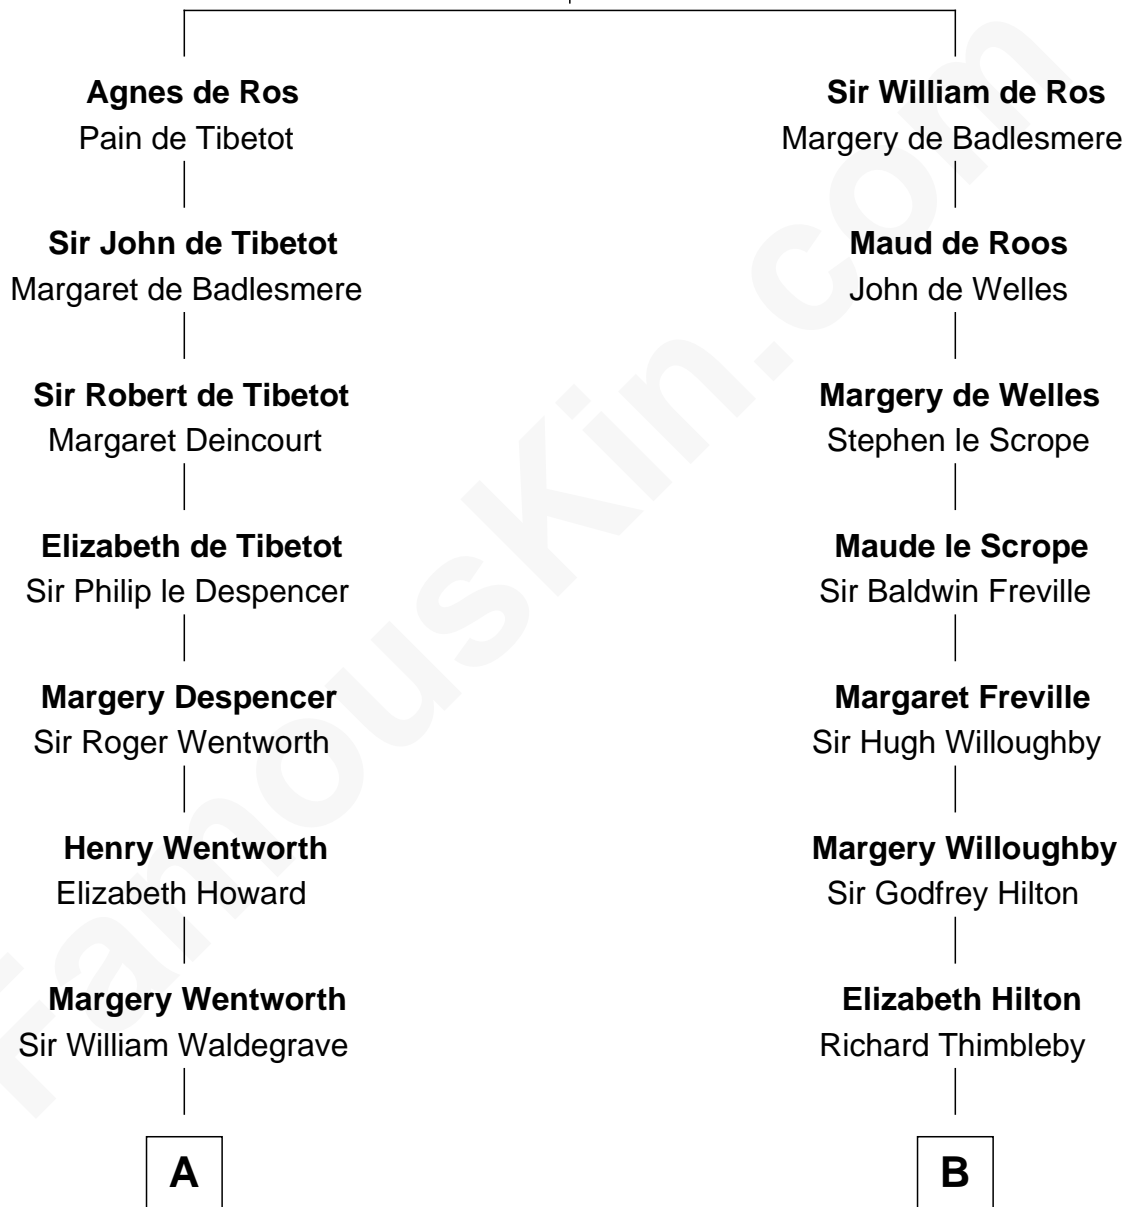 Agnes de Ros
Pain de Tibetot
Sir John de Tibetot
Margaret de Badlesmere
Sir Robert de Tibetot
Margaret Deincourt
Elizabeth de Tibetot
Sir Philip le Despencer
Margery Despencer
Sir Roger Wentworth
Henry Wentworth
Elizabeth Howard
Margery Wentworth
Sir William Waldegrave
A
Sir William de Ros
Margery de Badlesmere
Maud de Roos
John de Welles
Margery de Welles
Stephen le Scrope
Maude le Scrope
Sir Baldwin Freville
Margaret Freville
Sir Hugh Willoughby
Margery Willoughby
Sir Godfrey Hilton
Elizabeth Hilton
Richard Thimbleby
B
FamousKin.com